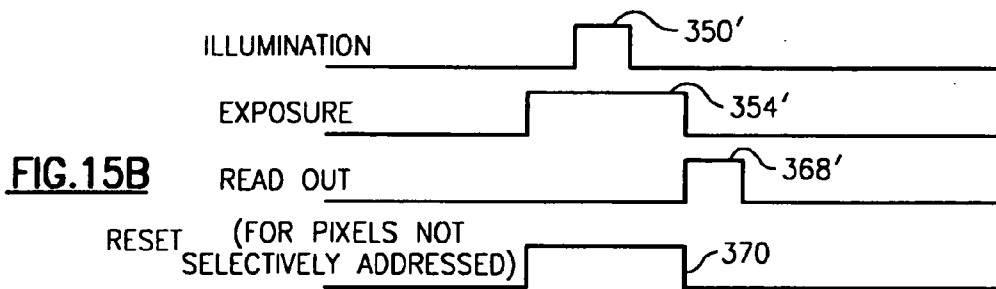 ILLUMINATION
350'
EXPOSURE
354'
FIG.15B
READ OUT
368'
RESET (FOR PIXELS NOT
SELECTIVELY ADDRESSED)
370